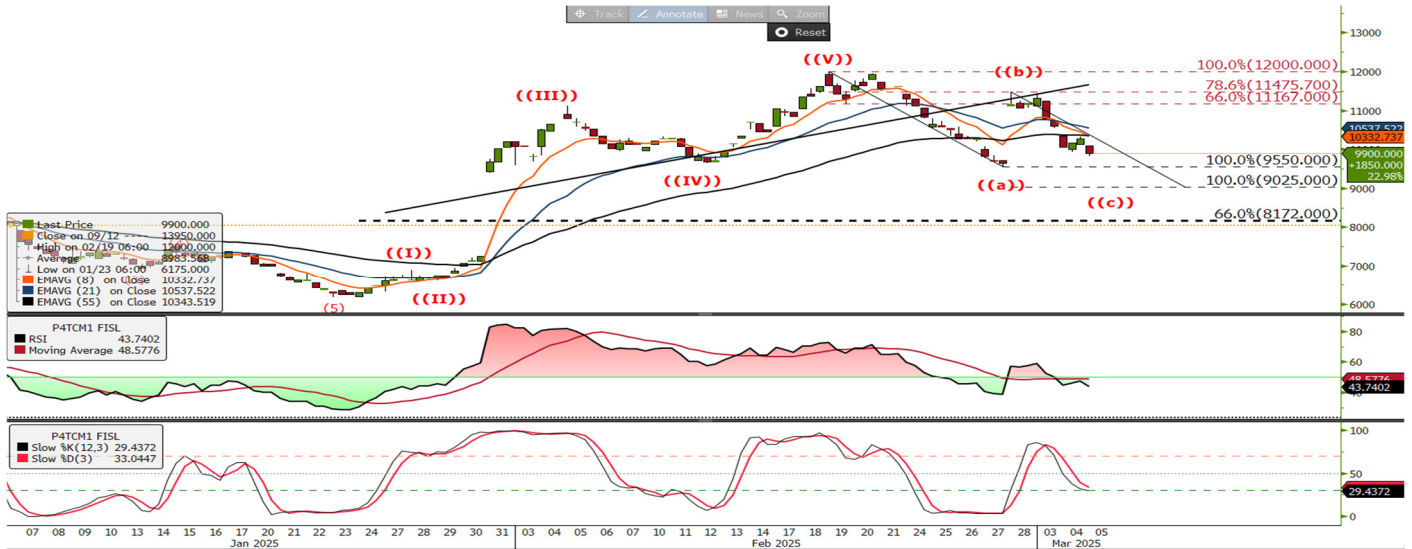 Track Annotate News Zoom
Reset
13000
12000
11000
9000
8000
7000
6000
((V))
((b))
((III))
100.0%(12000.000)
78.6%(11475.700)
66.0%(11167.000)
10537.522
10332.737
9900.000
+1850.000
22.98%
100.0%(9550.000)
100.0%(9025.000)
((IV))
((a))
((c))
66.0%(8172.000)
((I))
((II))
(5)
Last Price 9900.000
Close on 09/12 13950.000
High on 02/19 06:00 12000.000
Average 8983.568
Low on 01/23 06:00 6175.000
EMAVG (8) on Close 10332.737
EMAVG (21) on Close 10537.522
EMAVG (55) on Close 10343.519
P4TCM1 FISL
RSI 43.7402
Moving Average 48.5776
80
60
48.5776
43.7402
P4TCM1 FISL
Slow %K(12,3) 29.4372
Slow %D(3) 33.0447
100
50
29.4372
0
07 08 09 10 13 14 15 16 17 20 21 22 23 24 27 28 29 30 31 03 04 05 06 07 10 11 12 13 14 17 18 19 20 21 24 25 26 27 28 03 04 05
Jan 2025 Feb 2025 Mar 2025